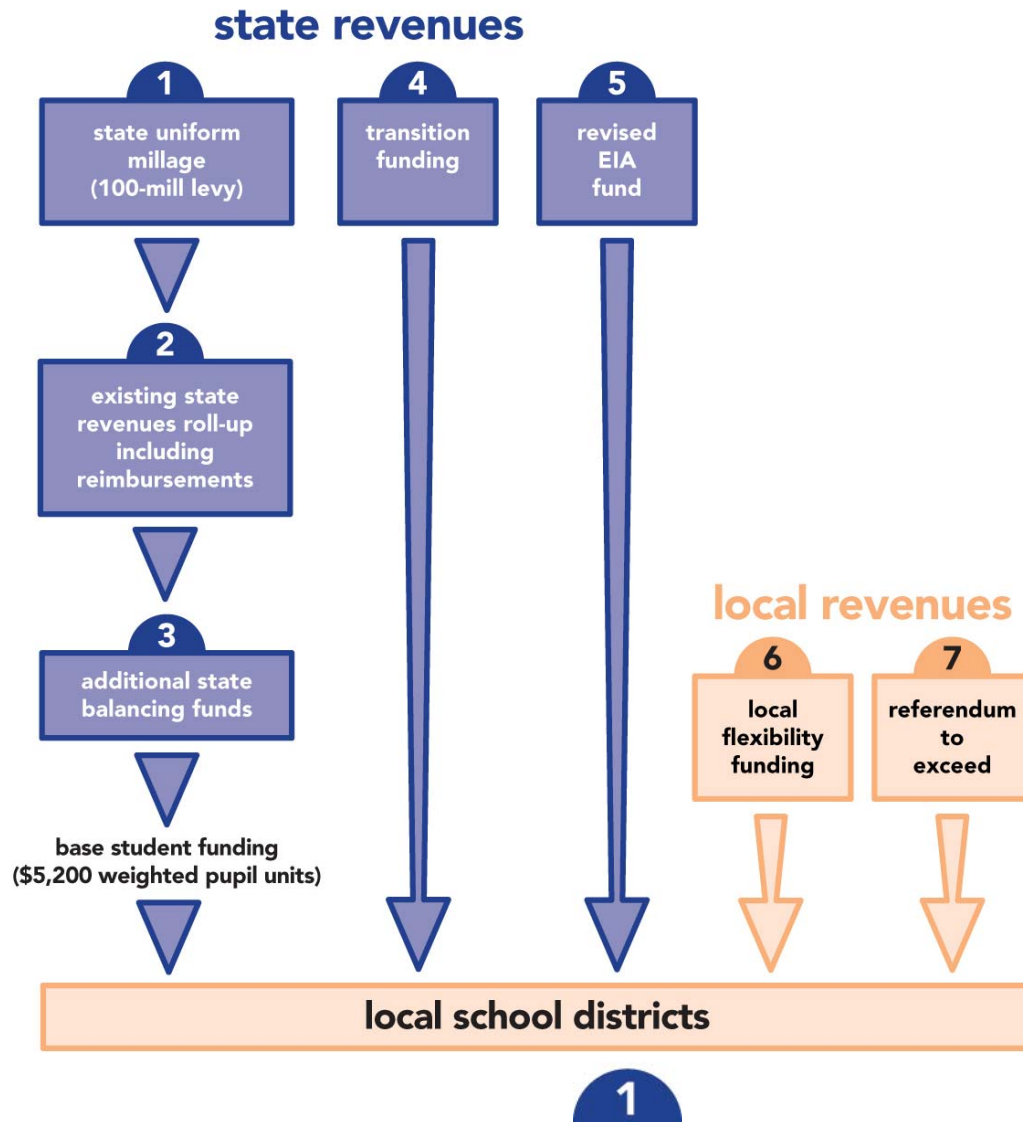 state revenues
1
state uniform
millage
(100-mill levy)
4
transition
funding
5
revised
EIA
fund
2
existing state
revenues roll-up
including
reimbursements
3
additional state
balancing funds
base student funding
($5,200 weighted pupil units)
local revenues
6
local
flexibility
funding
7
referendum
to
exceed
local school districts
1